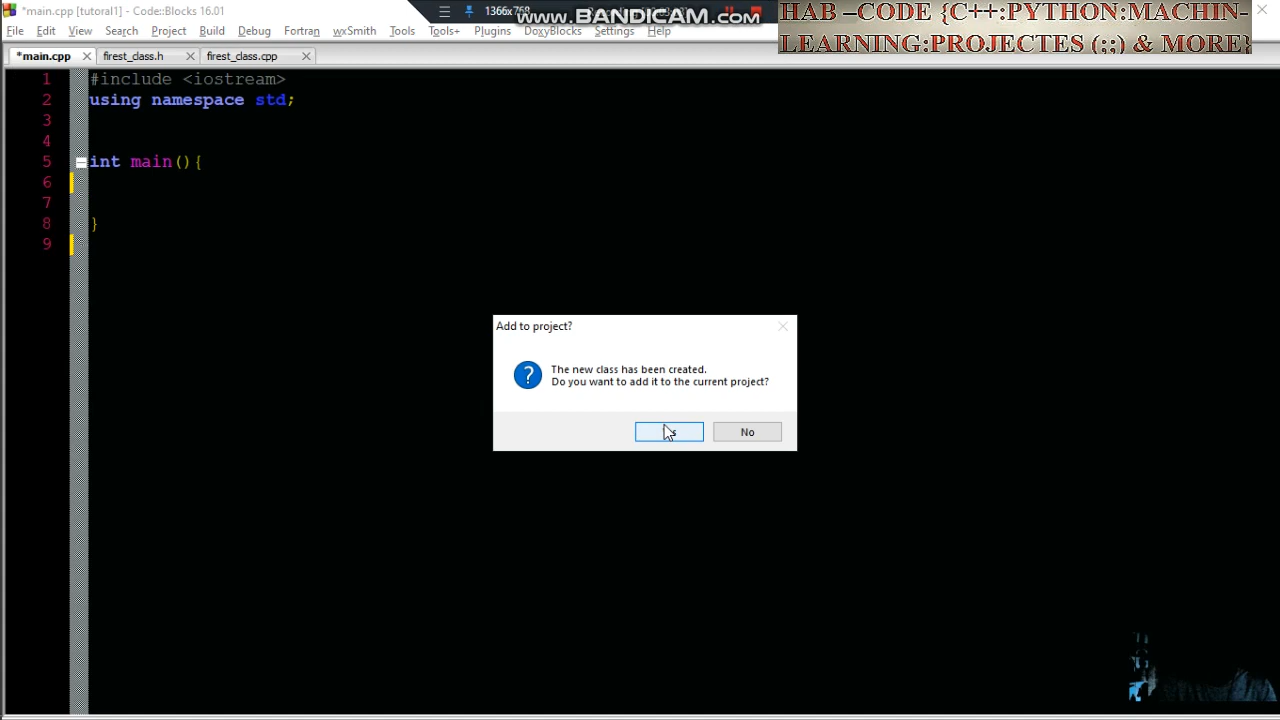 *main.cpp [tutorial1] - Code::Blocks 16.01
1366x768
www.BANDICAM.com
HAB –CODE {C++:PYTHON:MACHIN-
LEARNING:PROJECTES (;;) & MORE}
File Edit View Search Project Build Debug Fortran wxSmith Tools Tools+ Plugins DoxyBlocks Settings Help
*main.cpp firest_class.h firest_class.cpp
1 #include <iostream>
2 using namespace std;
3
4
5 int main(){
6
7
8 }
9
Add to project?
The new class has been created.
Do you want to add it to the current project?
No